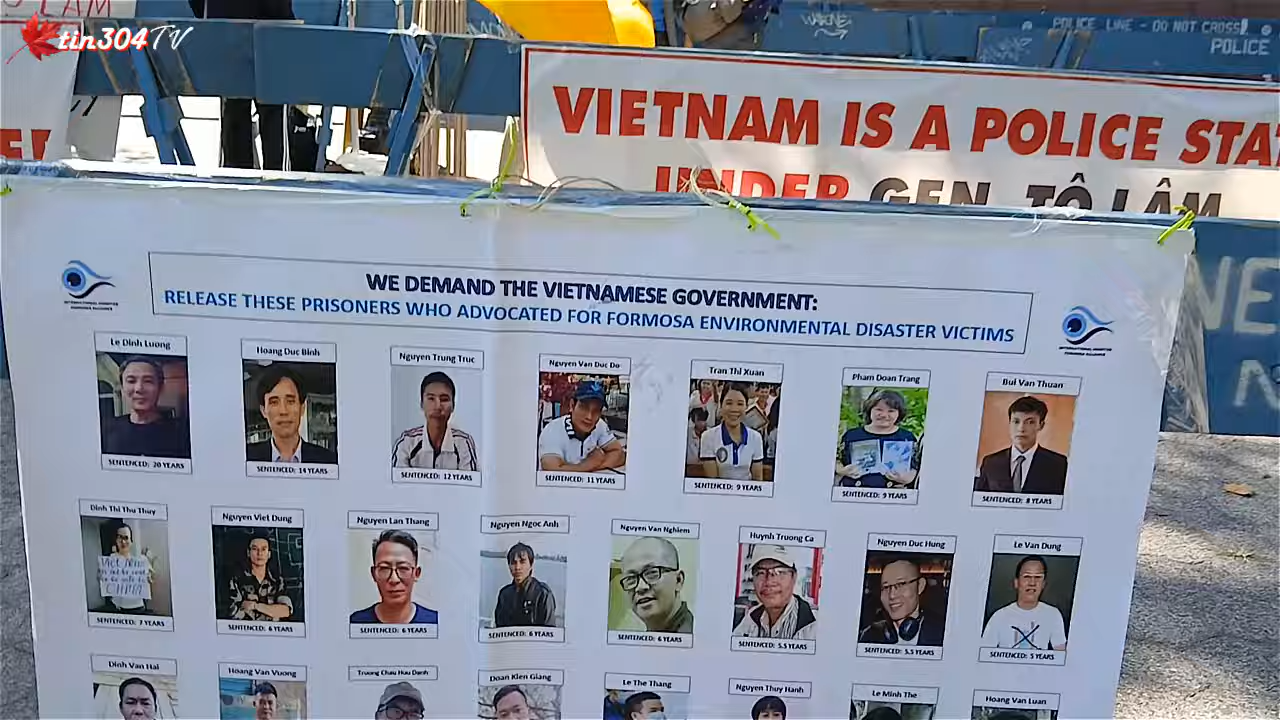 tin304TV
POLICE LINE - DO NOT CROSS
POLICE
VIETNAM IS A POLICE STA
UNDER GEN. TÔ LÂM
WE DEMAND THE VIETNAMESE GOVERNMENT:
RELEASE THESE PRISONERS WHO ADVOCATED FOR FORMOSA ENVIRONMENTAL DISASTER VICTIMS
Le Dinh Luong
SENTENCED: 20 YEARS
Hoang Duc Binh
SENTENCED: 14 YEARS
Nguyen Trung Truc
SENTENCED: 12 YEARS
Nguyen Van Duc Do
SENTENCED: 11 YEARS
Tran Thi Xuan
SENTENCED: 9 YEARS
Pham Doan Trang
SENTENCED: 9 YEARS
Bui Van Thuan
SENTENCED: 8 YEARS
Dinh Thi Thu Thuy
SENTENCED: 7 YEARS
Nguyen Viet Dung
SENTENCED: 6 YEARS
Nguyen Lan Thang
SENTENCED: 6 YEARS
Nguyen Ngoc Anh
SENTENCED: 6 YEARS
Nguyen Van Nghiem
SENTENCED: 6 YEARS
Huynh Truong Ca
SENTENCED: 5.5 YEARS
Nguyen Duc Hung
SENTENCED: 5.5 YEARS
Le Van Dung
SENTENCED: 5 YEARS
Dinh Van Hai
Hoang Van Vuong
Truong Chau Huu Danh
Doan Kien Giang
Le The Thang
Nguyen Thuy Hanh
Le Minh The
Hoang Van Luan